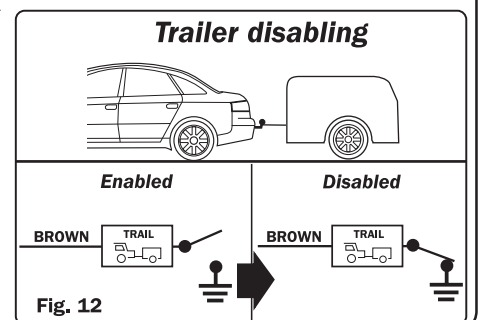 Trailer disabling
Enabled
Disabled
BROWN
TRAIL
BROWN
TRAIL
Fig. 12